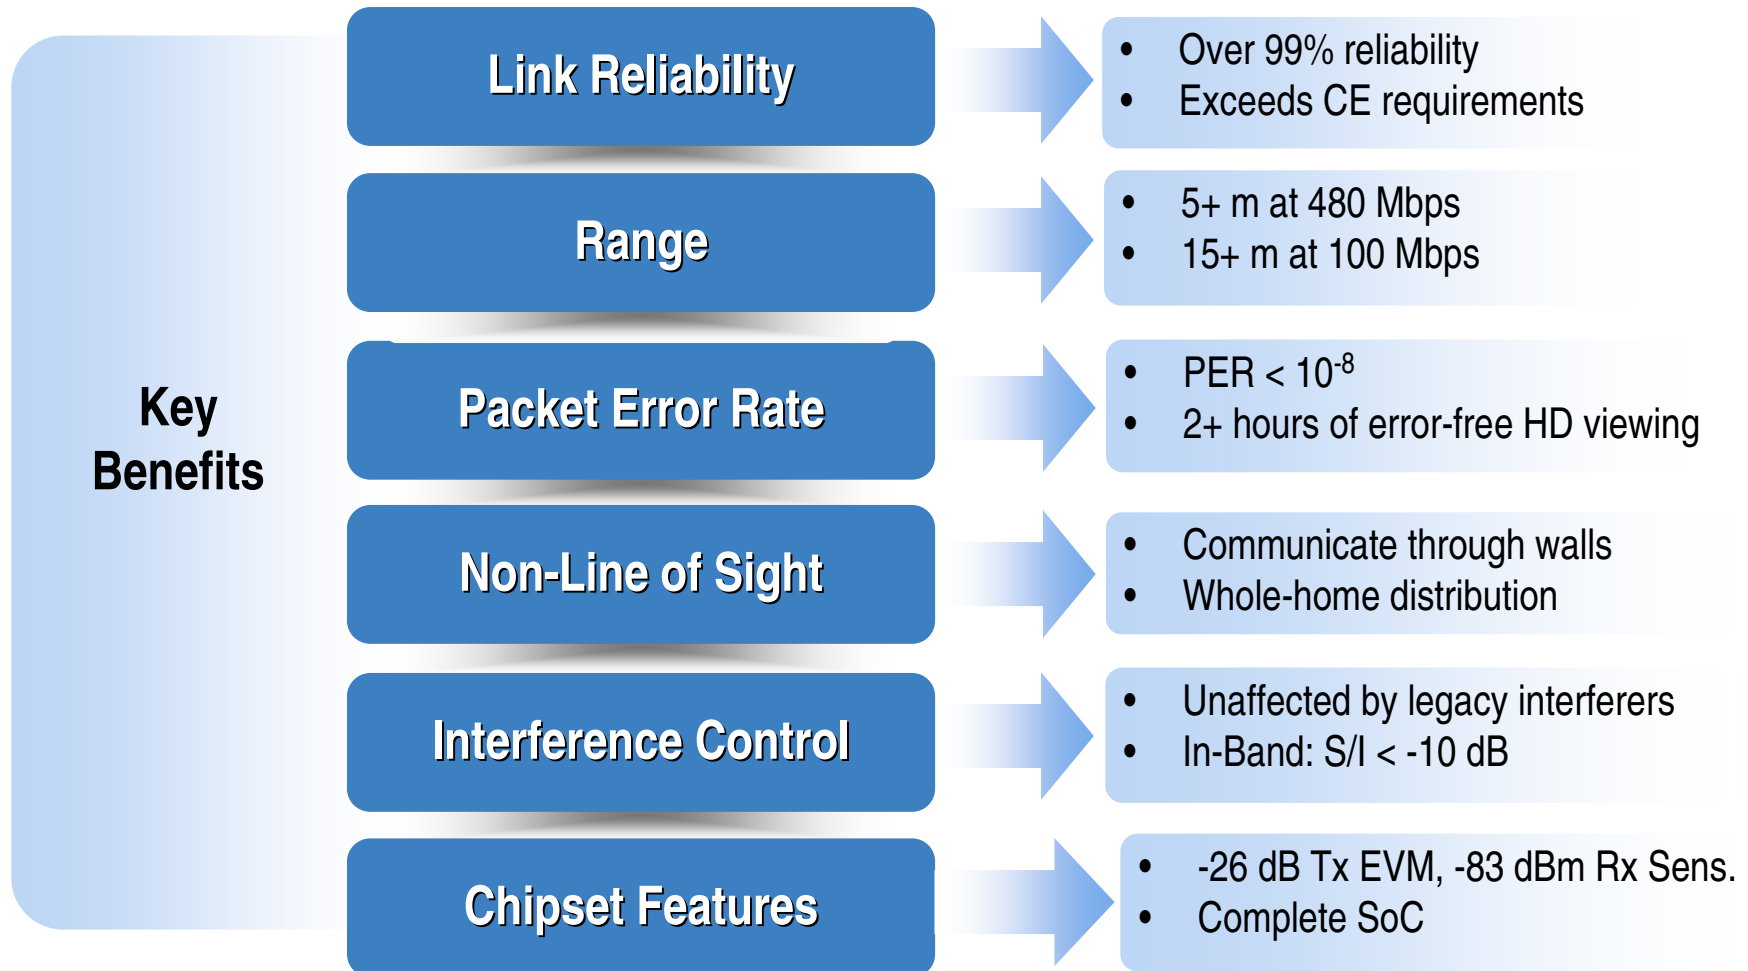 Key
Benefits
Link Reliability
• Over 99% reliability
• Exceeds CE requirements
Range
• 5+ m at 480 Mbps
• 15+ m at 100 Mbps
Packet Error Rate
• PER < 10⁻⁸
• 2+ hours of error-free HD viewing
Non-Line of Sight
• Communicate through walls
• Whole-home distribution
Interference Control
• Unaffected by legacy interferers
• In-Band: S/I < -10 dB
Chipset Features
• -26 dB Tx EVM, -83 dBm Rx Sens.
• Complete SoC